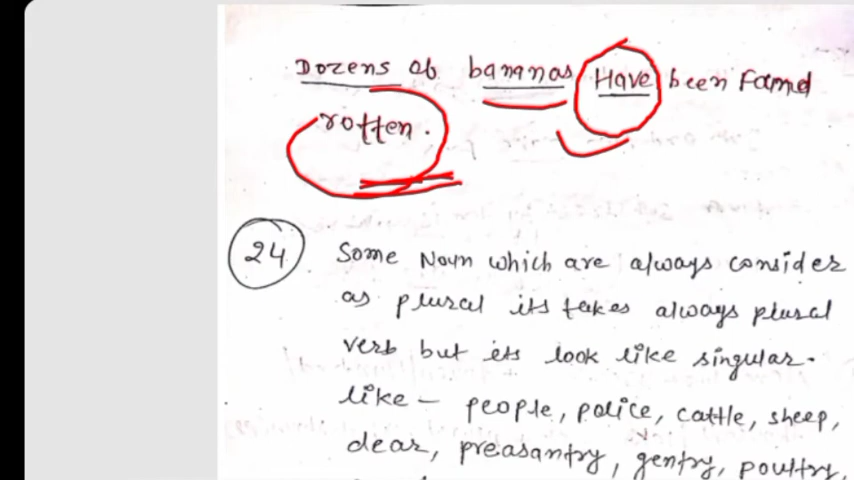 Dozens of bananas Have been Found
rotten.
24 Some Noun which are always consider
as plural its takes always plural
verb but its look like singular.
like – people, police, cattle, sheep,
dear, preasantry, gentry, poultry,